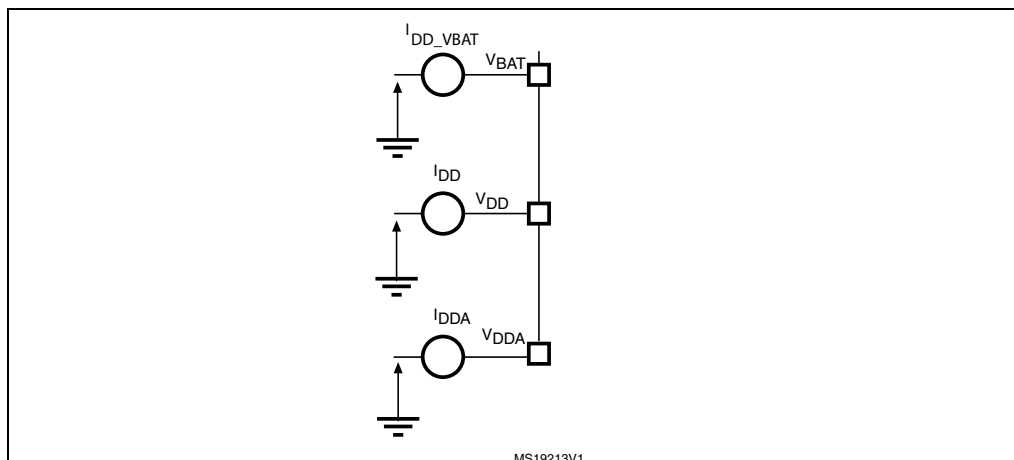 IDD_VBAT
VBAT
IDD
VDD
IDDA
VDDA
MS19213V1